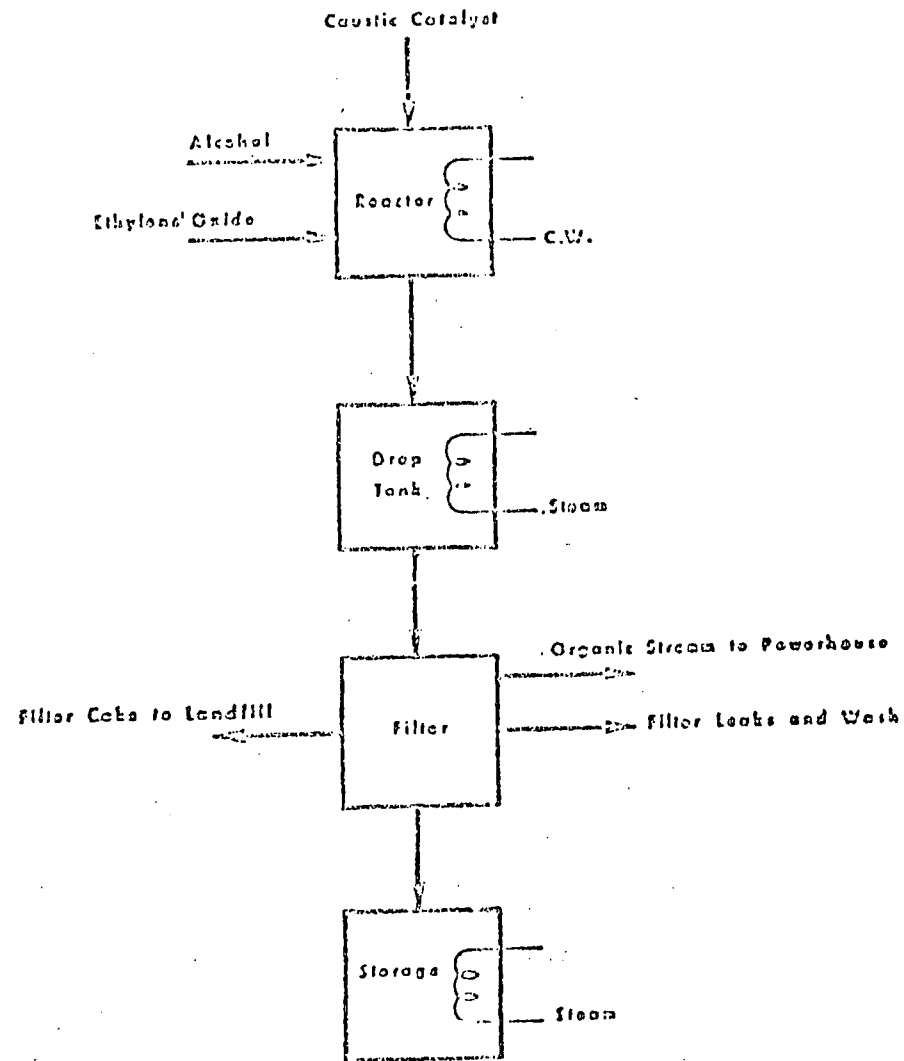 Caustic Catalyst
Alcohol
Reactor
Ethylene Oxide
C.W.
Drop
Tank
Steam
Organic Stream to Powerhouse
Filter Cake to Landfill
Filter
Filter Leaks and Wash
Storage
Steam